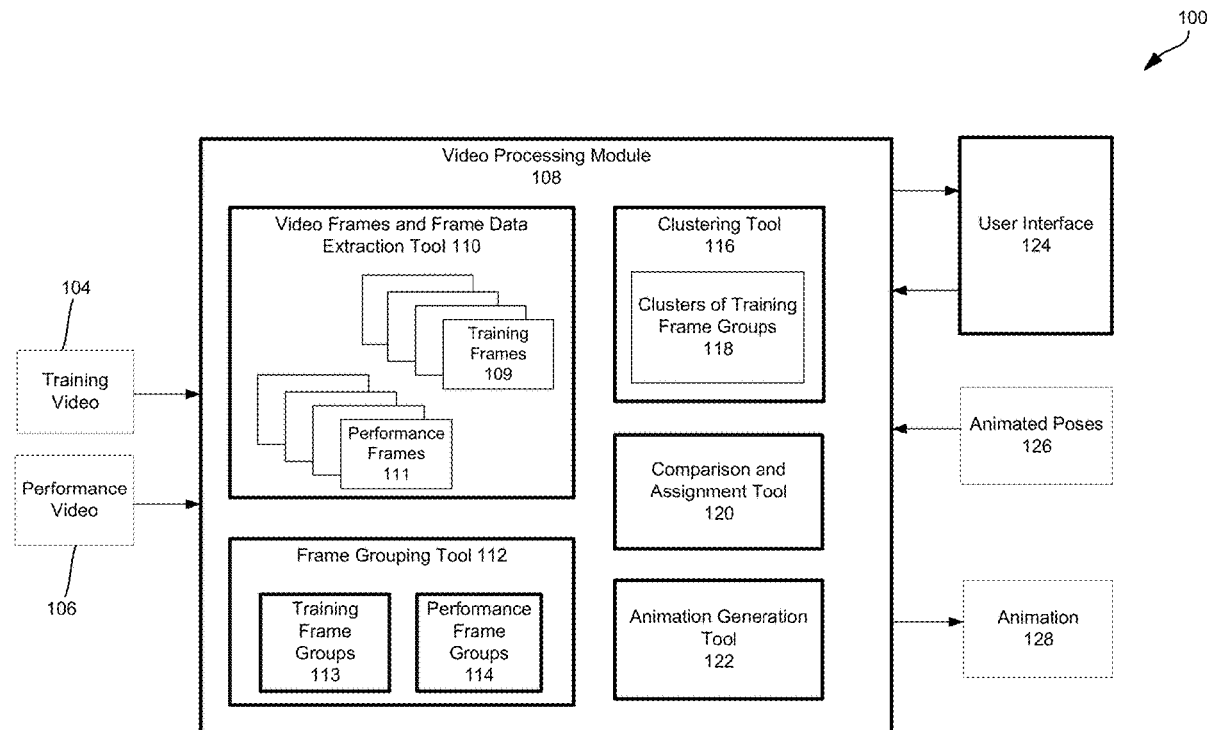 100
Video Processing Module
108
Video Frames and Frame Data
Extraction Tool 110
Training
Frames
109
Performance
Frames
111
Frame Grouping Tool 112
Training
Frame
Groups
113
Performance
Frame
Groups
114
Clustering Tool
116
Clusters of Training
Frame Groups
118
Comparison and
Assignment Tool
120
Animation Generation
Tool
122
104
Training
Video
Performance
Video
106
User Interface
124
Animated Poses
126
Animation
128